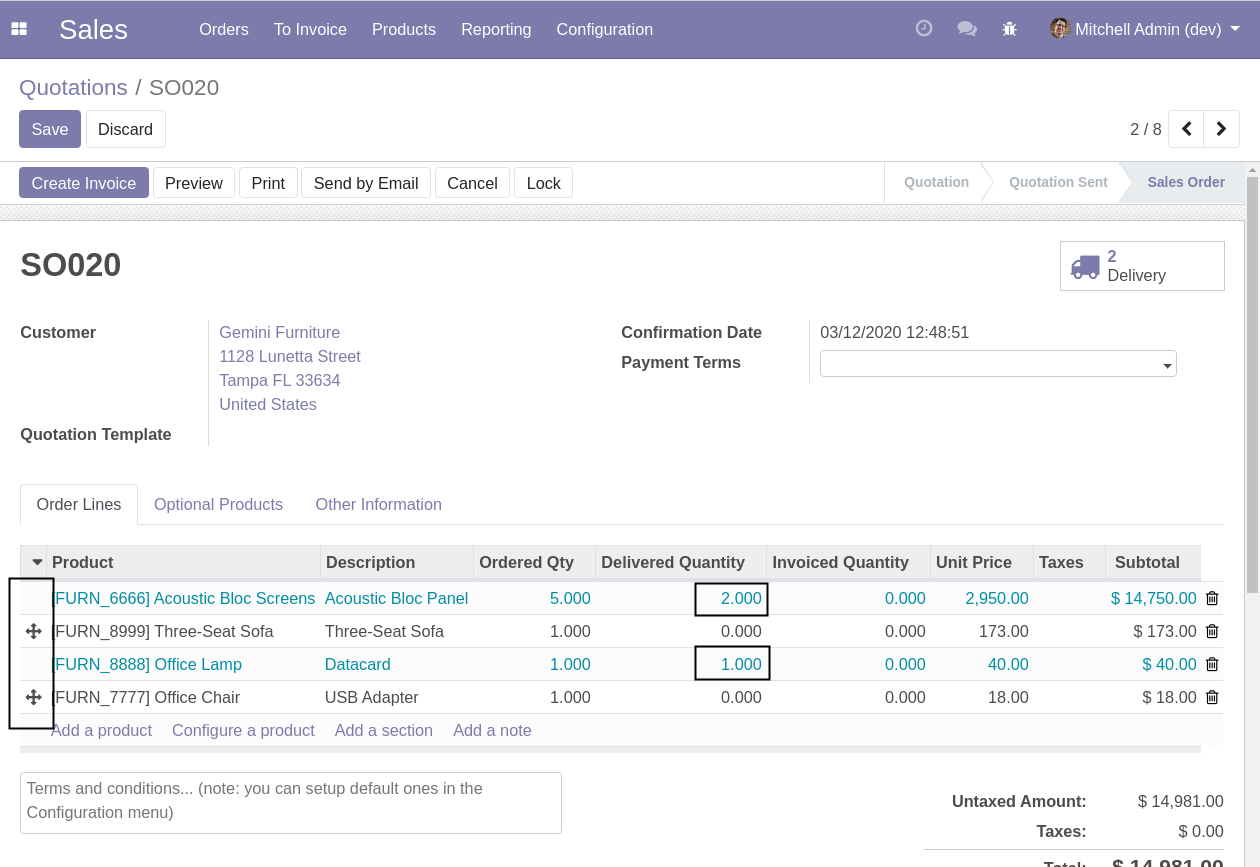 Sales Orders To Invoice Products Reporting Configuration Mitchell Admin (dev)
Quotations / SO020
Save Discard 2 / 8
Create Invoice Preview Print Send by Email Cancel Lock Quotation Quotation Sent Sales Order
SO020
2
Delivery
Customer Gemini Furniture Confirmation Date 03/12/2020 12:48:51
1128 Lunetta Street Payment Terms
Tampa FL 33634
United States
Quotation Template
Order Lines Optional Products Other Information
Product Description Ordered Qty Delivered Quantity Invoiced Quantity Unit Price Taxes Subtotal
[FURN_6666] Acoustic Bloc Screens Acoustic Bloc Panel 5.000 2.000 0.000 2,950.00 $ 14,750.00
[FURN_8999] Three-Seat Sofa Three-Seat Sofa 1.000 0.000 0.000 173.00 $ 173.00
[FURN_8888] Office Lamp Datacard 1.000 1.000 0.000 40.00 $ 40.00
[FURN_7777] Office Chair USB Adapter 1.000 0.000 0.000 18.00 $ 18.00
Add a product Configure a product Add a section Add a note
Terms and conditions... (note: you can setup default ones in the
Configuration menu)
Untaxed Amount: $ 14,981.00
Taxes: $ 0.00
Total: $ 14,981.00